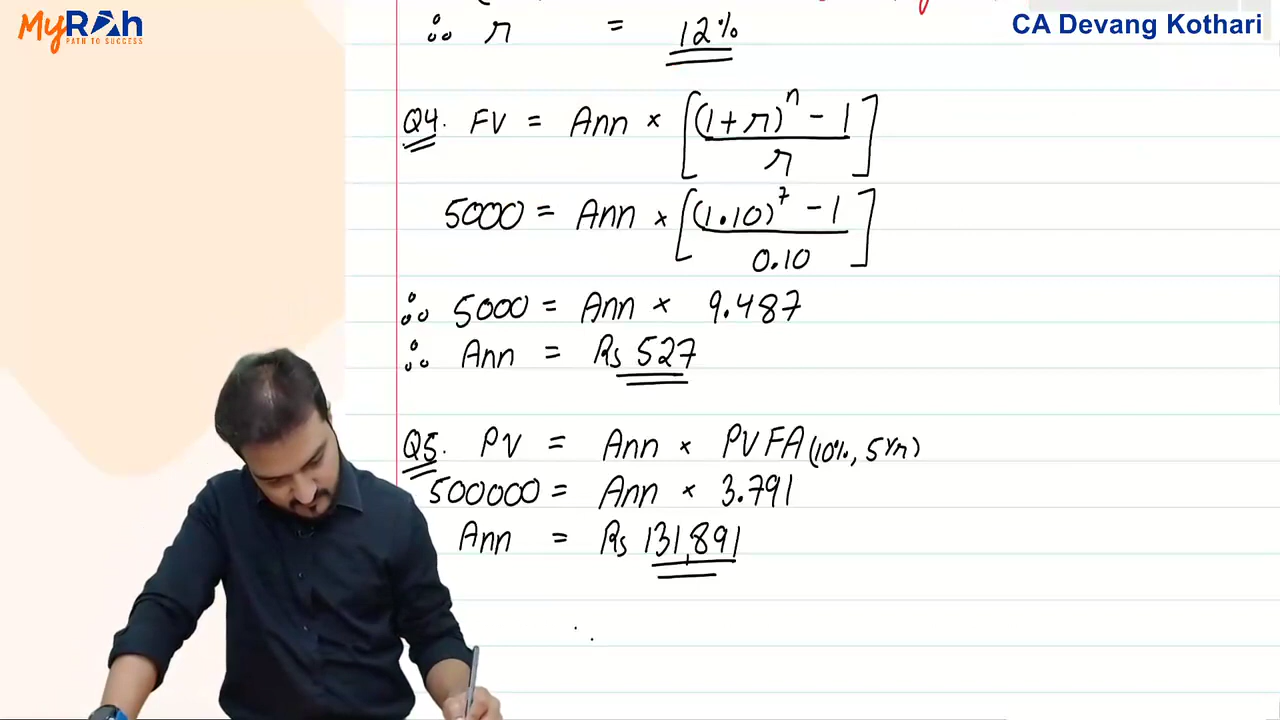 MyRAh
PATH TO SUCCESS
CA Devang Kothari
∴ r = 12%
Q4. FV = Ann × [(1+r)^n - 1 / r]
5000 = Ann × [(1.10)^7 - 1 / 0.10]
∴ 5000 = Ann × 9.487
∴ Ann = Rs 527
Q5. PV = Ann × PVFA (10%, 5Yr)
500000 = Ann × 3.791
Ann = Rs 131,891